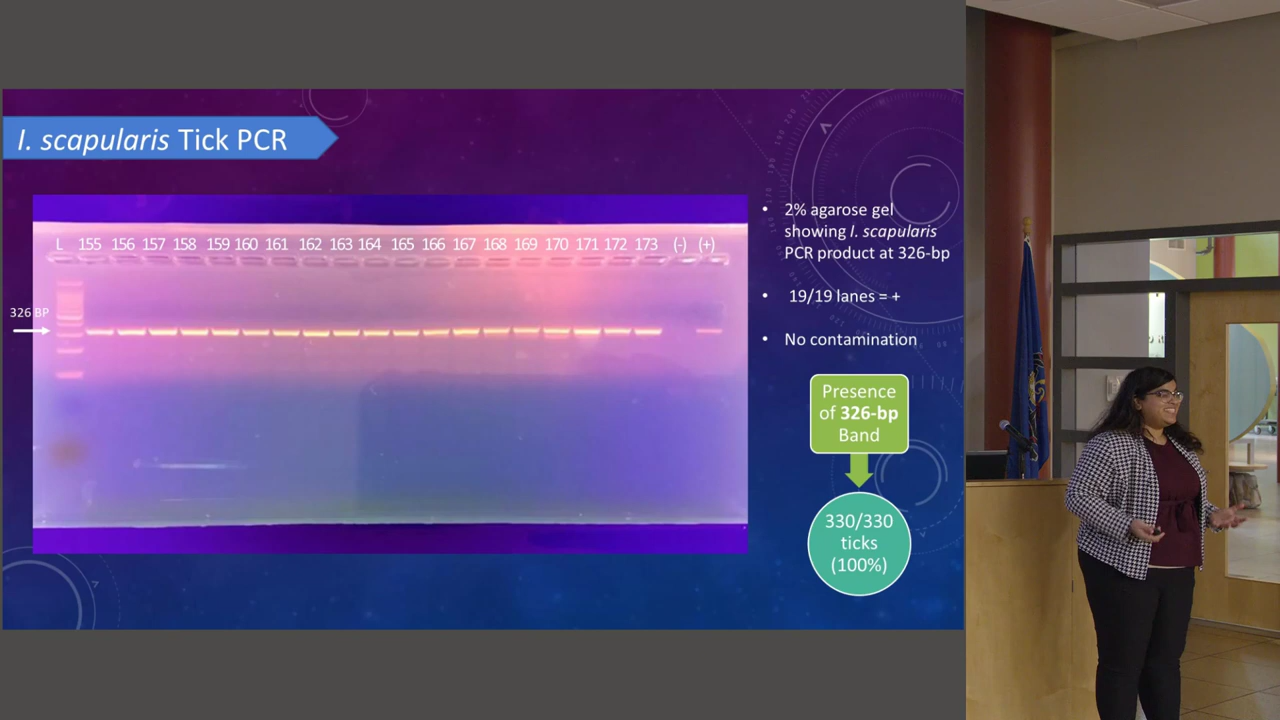 I. scapularis Tick PCR
L 155 156 157 158 159 160 161 162 163 164 165 166 167 168 169 170 171 172 173 (-) (+)
326 BP
• 2% agarose gel
showing I. scapularis
PCR product at 326-bp
• 19/19 lanes = +
• No contamination
Presence
of 326-bp
Band
330/330
ticks
(100%)